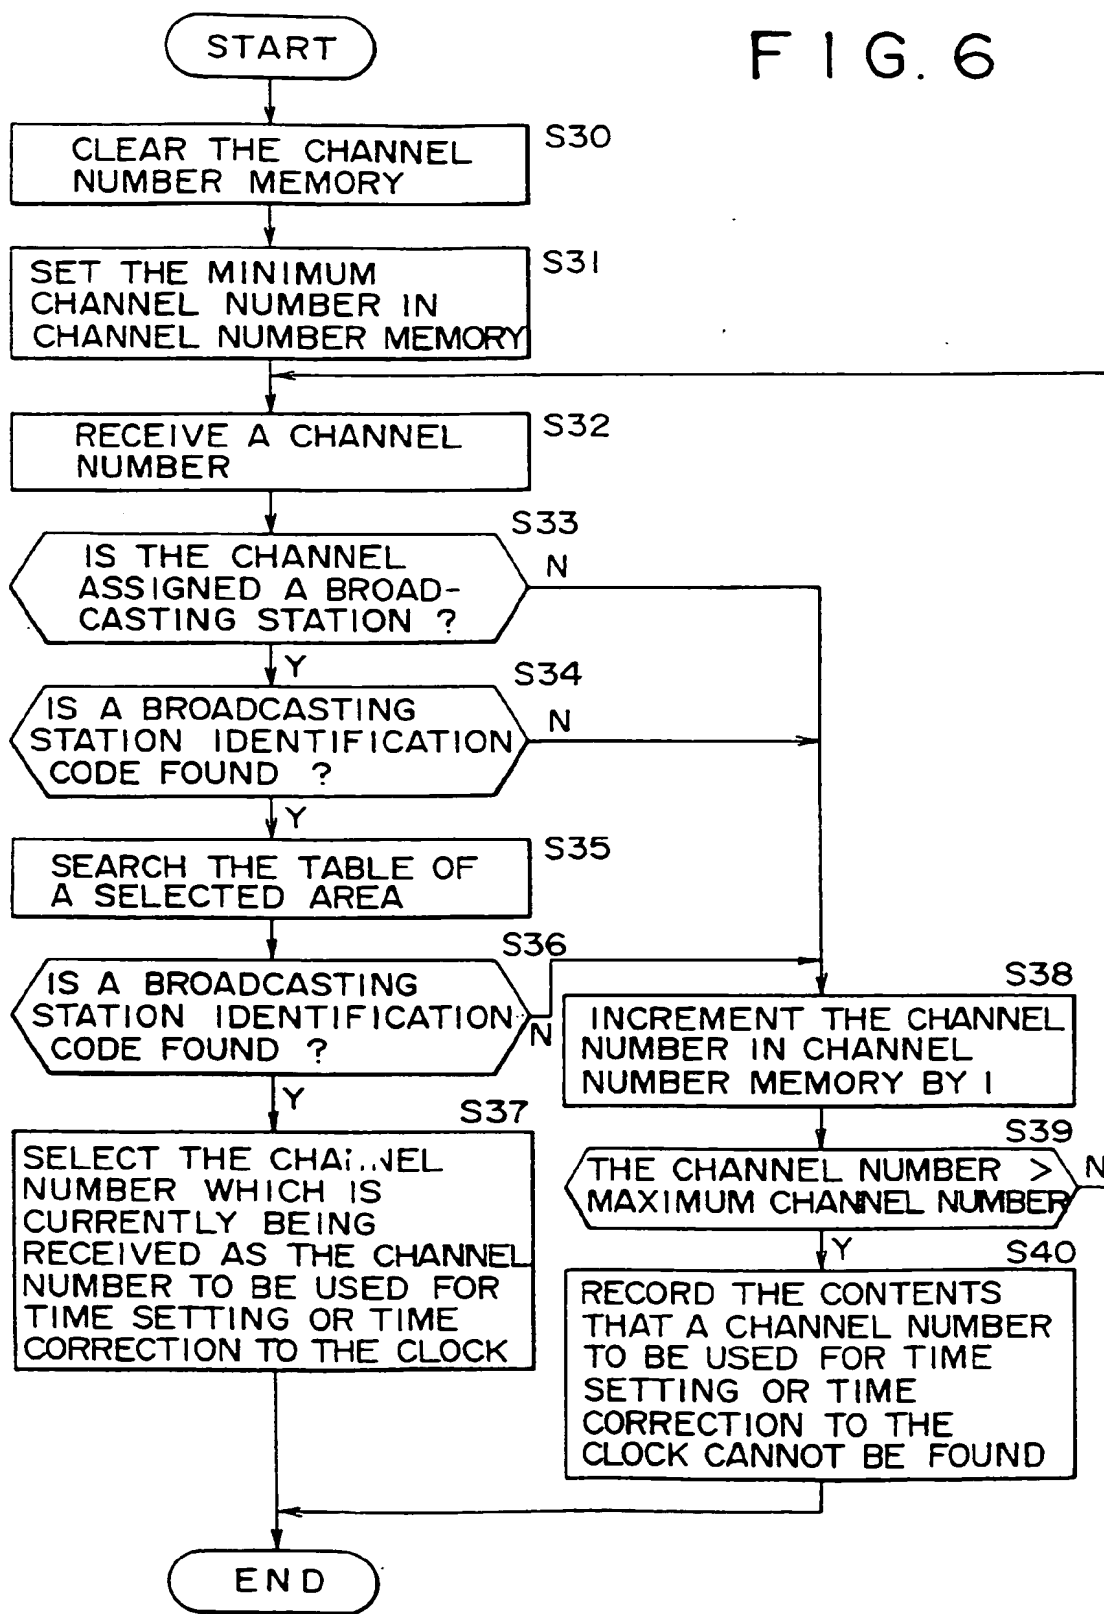 FIG. 6
START
S30
CLEAR THE CHANNEL
NUMBER MEMORY
S31
SET THE MINIMUM
CHANNEL NUMBER IN
CHANNEL NUMBER MEMORY
S32
RECEIVE A CHANNEL
NUMBER
S33
IS THE CHANNEL
ASSIGNED A BROAD-
CASTING STATION ?
N
Y
S34
IS A BROADCASTING
STATION IDENTIFICATION
CODE FOUND ?
N
Y
S35
SEARCH THE TABLE OF
A SELECTED AREA
S36
IS A BROADCASTING
STATION IDENTIFICATION
CODE FOUND ?
N
Y
S37
SELECT THE CHANNEL
NUMBER WHICH IS
CURRENTLY BEING
RECEIVED AS THE CHANNEL
NUMBER TO BE USED FOR
TIME SETTING OR TIME
CORRECTION TO THE CLOCK
S38
INCREMENT THE CHANNEL
NUMBER IN CHANNEL
NUMBER MEMORY BY 1
S39
THE CHANNEL NUMBER >
MAXIMUM CHANNEL NUMBER
N
Y
S40
RECORD THE CONTENTS
THAT A CHANNEL NUMBER
TO BE USED FOR TIME
SETTING OR TIME
CORRECTION TO THE
CLOCK CANNOT BE FOUND
END